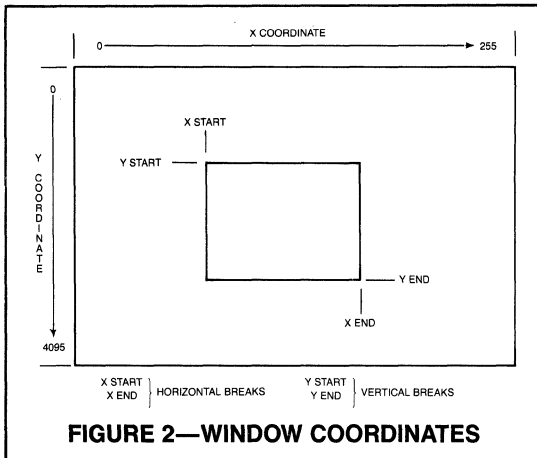 X COORDINATE
0 255
0
X START
Y START
Y COORDINATE
Y END
X END
4095
X START
X END
HORIZONTAL BREAKS
Y START
Y END
VERTICAL BREAKS
FIGURE 2—WINDOW COORDINATES